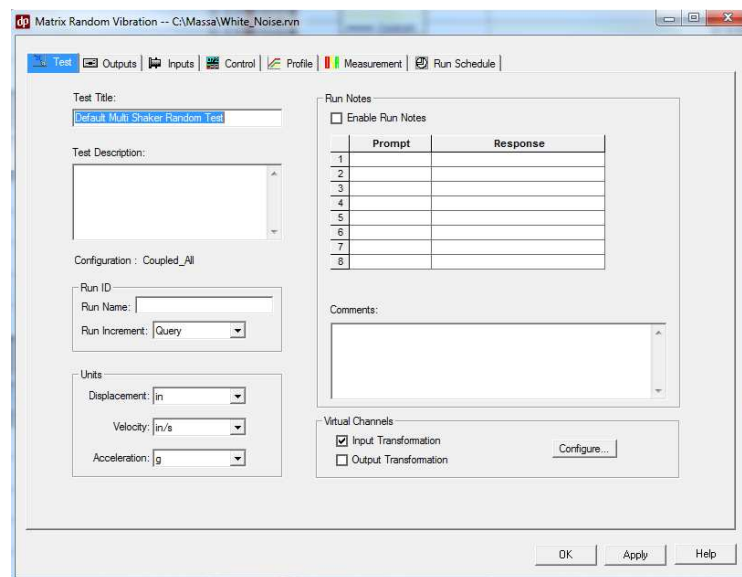 dp Matrix Random Vibration -- C:\Massa\White_Noise.rvn
Test Outputs Inputs Control Profile Measurement Run Schedule
Test Title:
Default Multi Shaker Random Test
Test Description:
Configuration : Coupled_All
Run ID
Run Name:
Run Increment: Query
Units
Displacement: in
Velocity: in/s
Acceleration: g
Run Notes
Enable Run Notes
Prompt Response
1
2
3
4
5
6
7
8
Comments:
Virtual Channels
Input Transformation
Output Transformation
Configure...
OK Apply Help